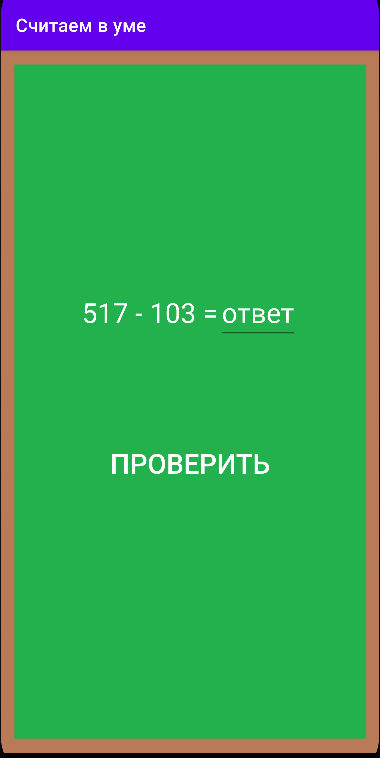 Считаем в уме
517 - 103 = ответ
ПРОВЕРИТЬ